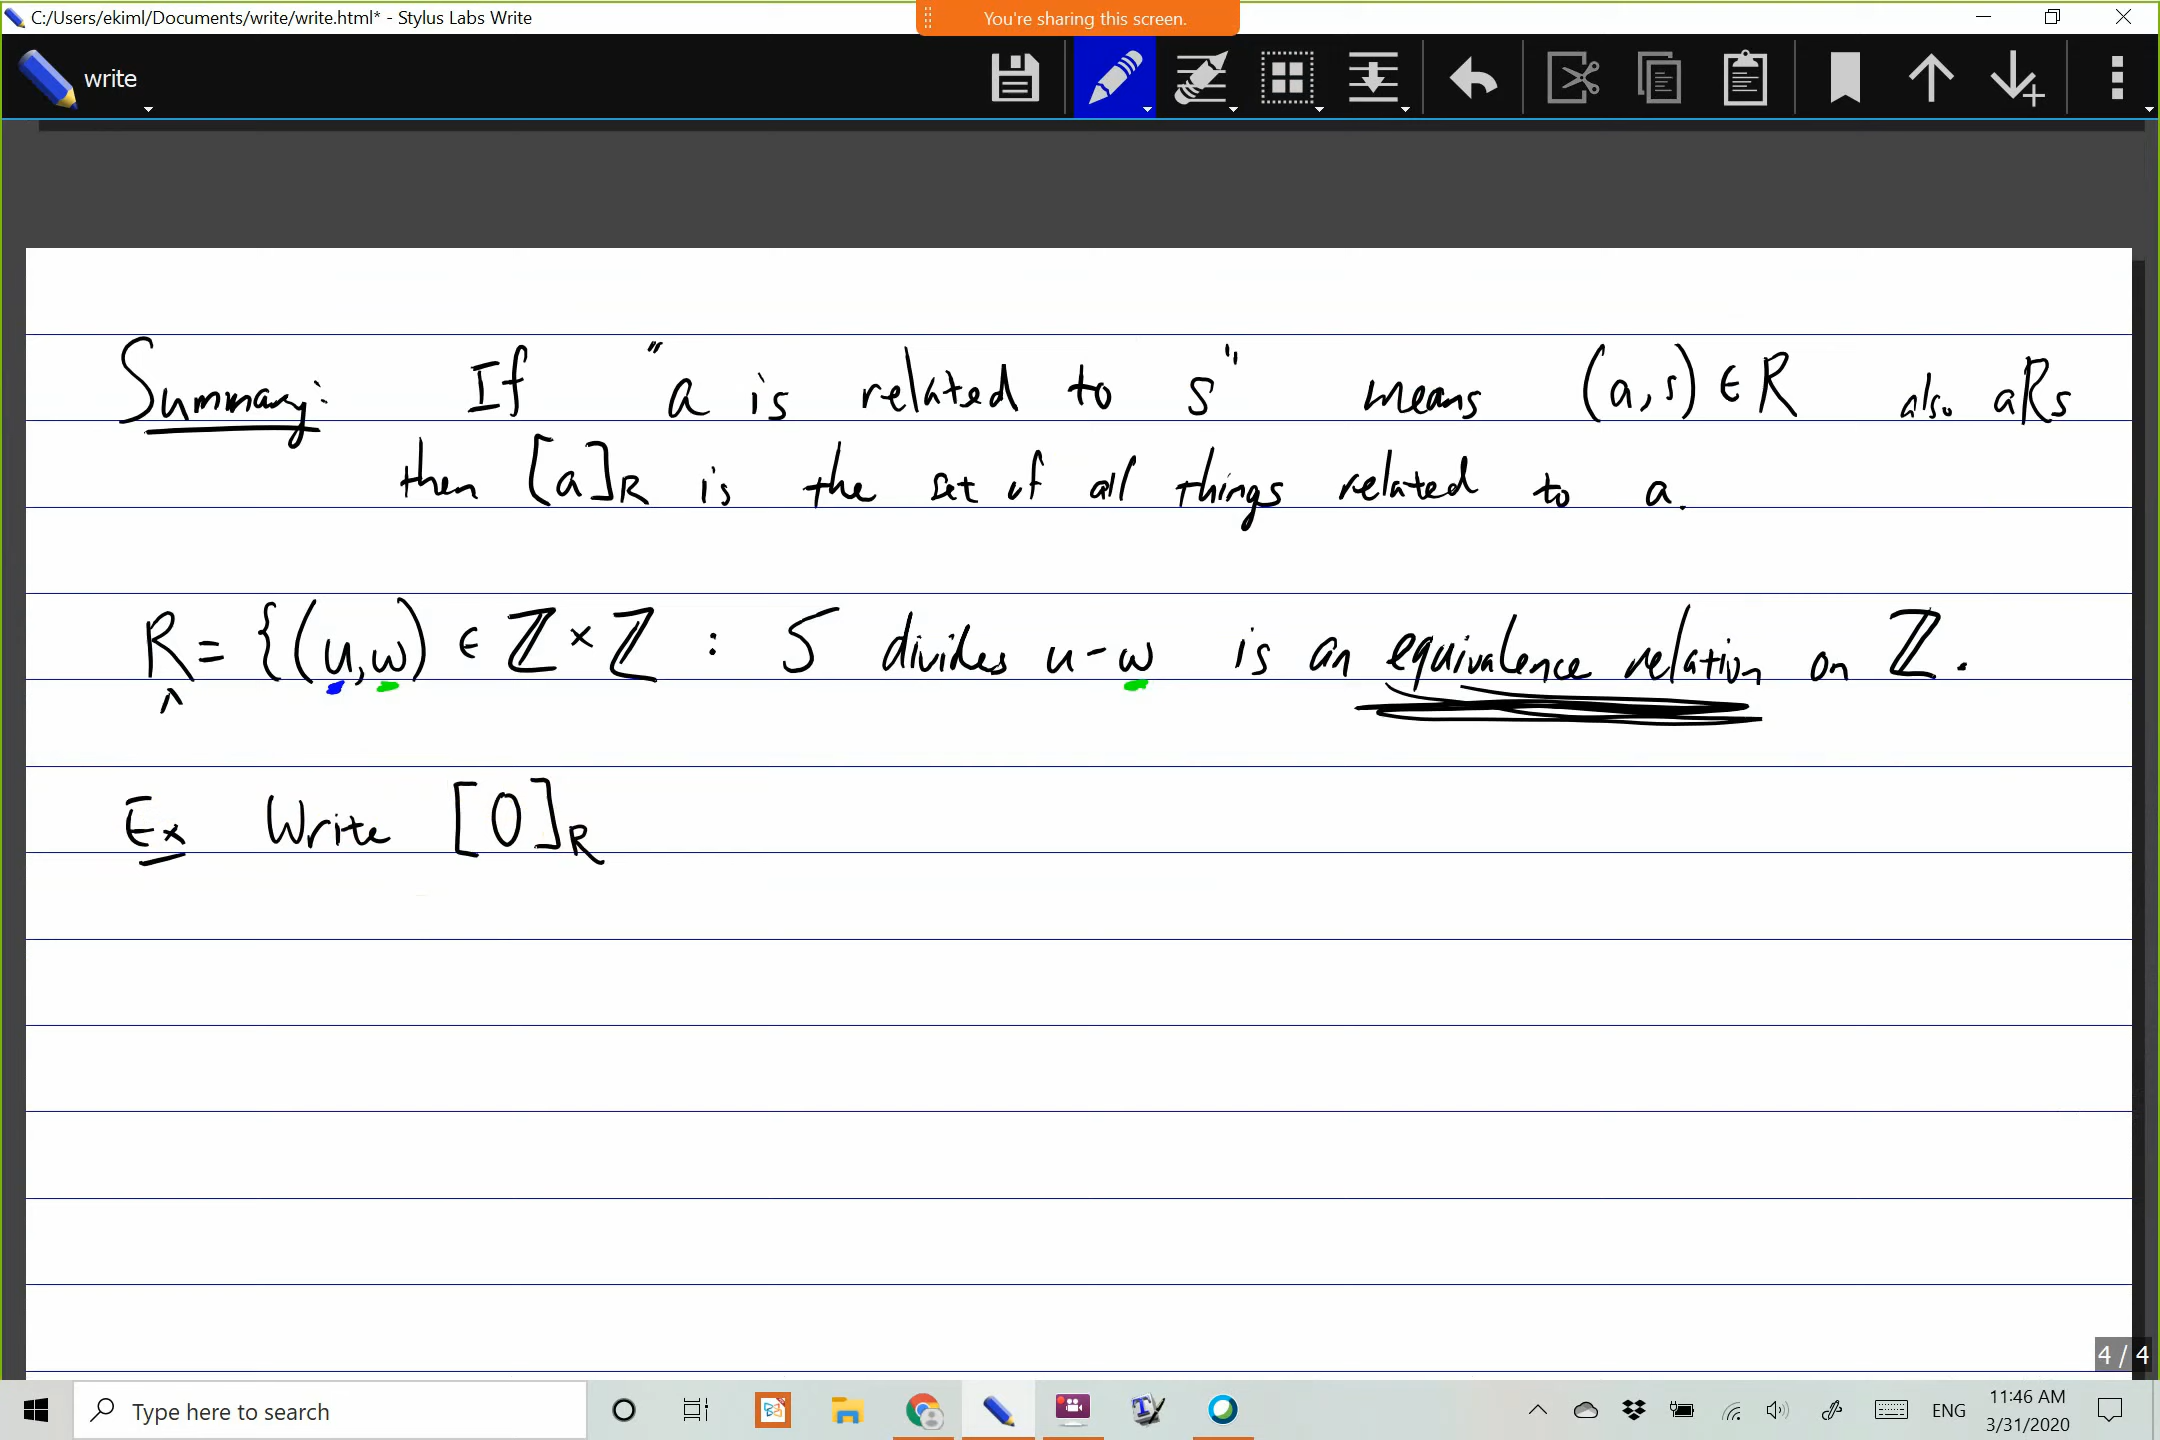 C:/Users/ekiml/Documents/write/write.html* - Stylus Labs Write
You're sharing this screen.
write
Summary: If "a is related to s" means (a,s) ∈ R also aRs
then [a]R is the set of all things related to a.
R = {(u,w) ∈ ℤ × ℤ : 5 divides u - w is an equivalence relation on ℤ.
Ex Write [0]R
4 / 4
Type here to search
ENG
11:46 AM
3/31/2020